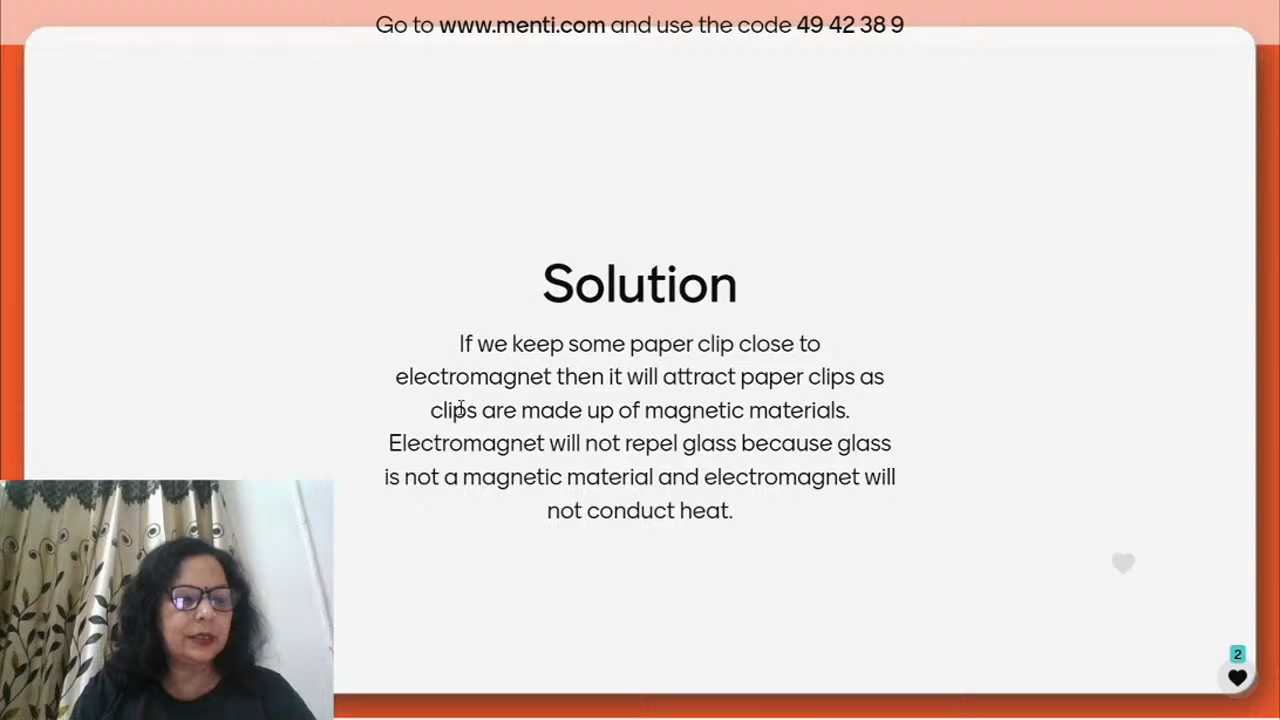 Go to www.menti.com and use the code 49 42 38 9
Solution
If we keep some paper clip close to
electromagnet then it will attract paper clips as
clips are made up of magnetic materials.
Electromagnet will not repel glass because glass
is not a magnetic material and electromagnet will
not conduct heat.
2